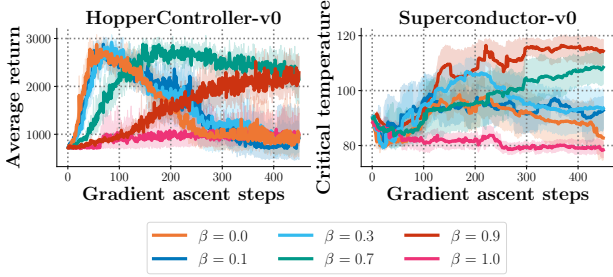 HopperController-v0
Average return
3000
2000
1000
0
100
200
300
400
Gradient ascent steps
Superconductor-v0
Critical temperature
120
100
80
0
100
200
300
400
Gradient ascent steps
β = 0.0
β = 0.3
β = 0.9
β = 0.1
β = 0.7
β = 1.0